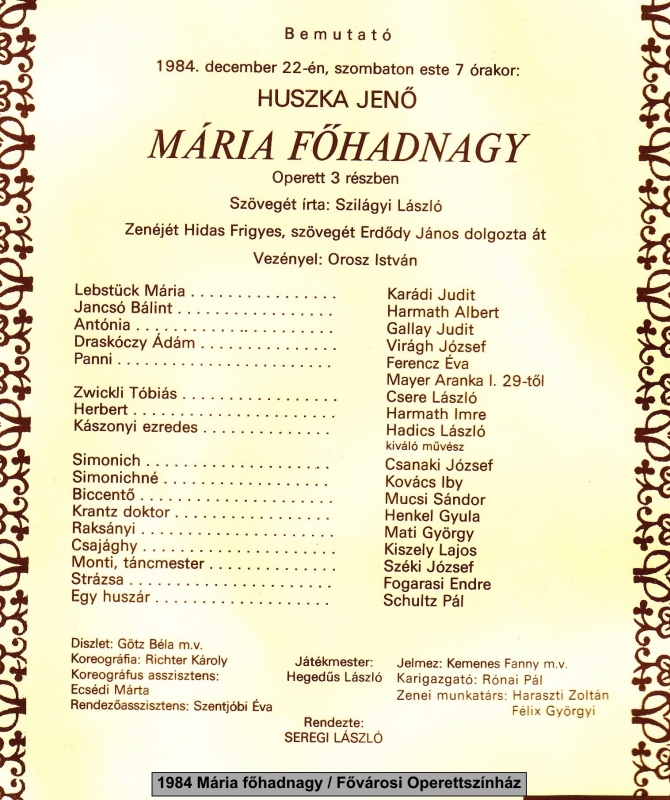 Bemutató
1984. december 22-én, szombaton este 7 órakor:
HUSZKA JENŐ
MÁRIA FŐHADNAGY
Operett 3 részben
Szövegét írta: Szilágyi László
Zenéjét Hidas Frigyes, szövegét Erdődy János dolgozta át
Vezényel: Orosz István
Lebstück Mária . . . . . . . . . . . . . . . . Karádi Judit
Jancsó Bálint . . . . . . . . . . . . . . . . . Harmath Albert
Antónia . . . . . . . . . . . . . . . . . . . . . . Gallay Judit
Draskóczy Ádám . . . . . . . . . . . . . . . Virágh József
Panni . . . . . . . . . . . . . . . . . . . . . . . . Ferencz Éva
Mayer Aranka I. 29-től
Zwickli Tóbiás . . . . . . . . . . . . . . . . . Csere László
Herbert . . . . . . . . . . . . . . . . . . . . . . Harmath Imre
Kászonyi ezredes . . . . . . . . . . . . . . Hadics László
kiváló művész
Simonich . . . . . . . . . . . . . . . . . . . . Csanaki József
Simonichné . . . . . . . . . . . . . . . . . . Kovács Iby
Biccentő . . . . . . . . . . . . . . . . . . . . . Mucsi Sándor
Krantz doktor . . . . . . . . . . . . . . . . . Henkel Gyula
Raksányi . . . . . . . . . . . . . . . . . . . . . Mati György
Csajághy . . . . . . . . . . . . . . . . . . . . . Kiszely Lajos
Monti, táncmester . . . . . . . . . . . . . . Széki József
Strázsa . . . . . . . . . . . . . . . . . . . . . . Fogarasi Endre
Egy huszár . . . . . . . . . . . . . . . . . . . Schultz Pál
Díszlet: Götz Béla m.v.
Koreográfia: Richter Károly
Koreográfus asszisztens:
Ecsédi Márta
Rendezőasszisztens: Szentjóbi Éva
Játékmester:
Hegedűs László
Rendezte:
SEREGI LÁSZLÓ
Jelmez: Kemenes Fanny m.v.
Karigazgató: Rónai Pál
Zenei munkatárs: Haraszti Zoltán
Félix Györgyi
1984 Mária főhadnagy / Fővárosi Operettszínház